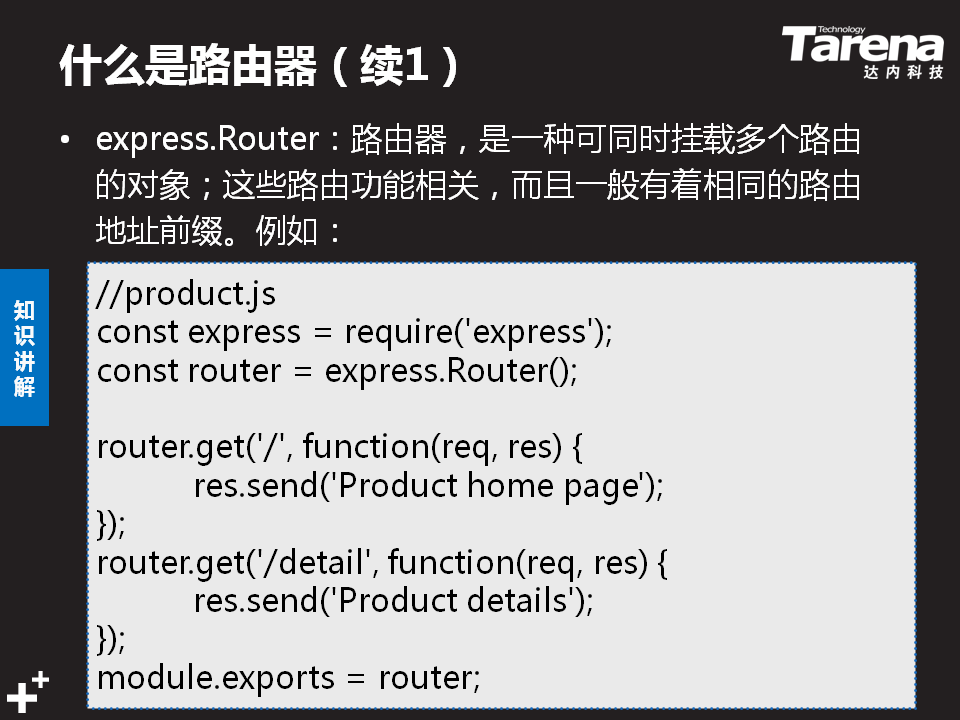 什么是路由器（续1）
Technology
Tarena
达内科技
• express.Router：路由器，是一种可同时挂载多个路由
的对象；这些路由功能相关，而且一般有着相同的路由
地址前缀。例如：
知识讲解
//product.js
const express = require('express');
const router = express.Router();
router.get('/', function(req, res) {
res.send('Product home page');
});
router.get('/detail', function(req, res) {
res.send('Product details');
});
module.exports = router;